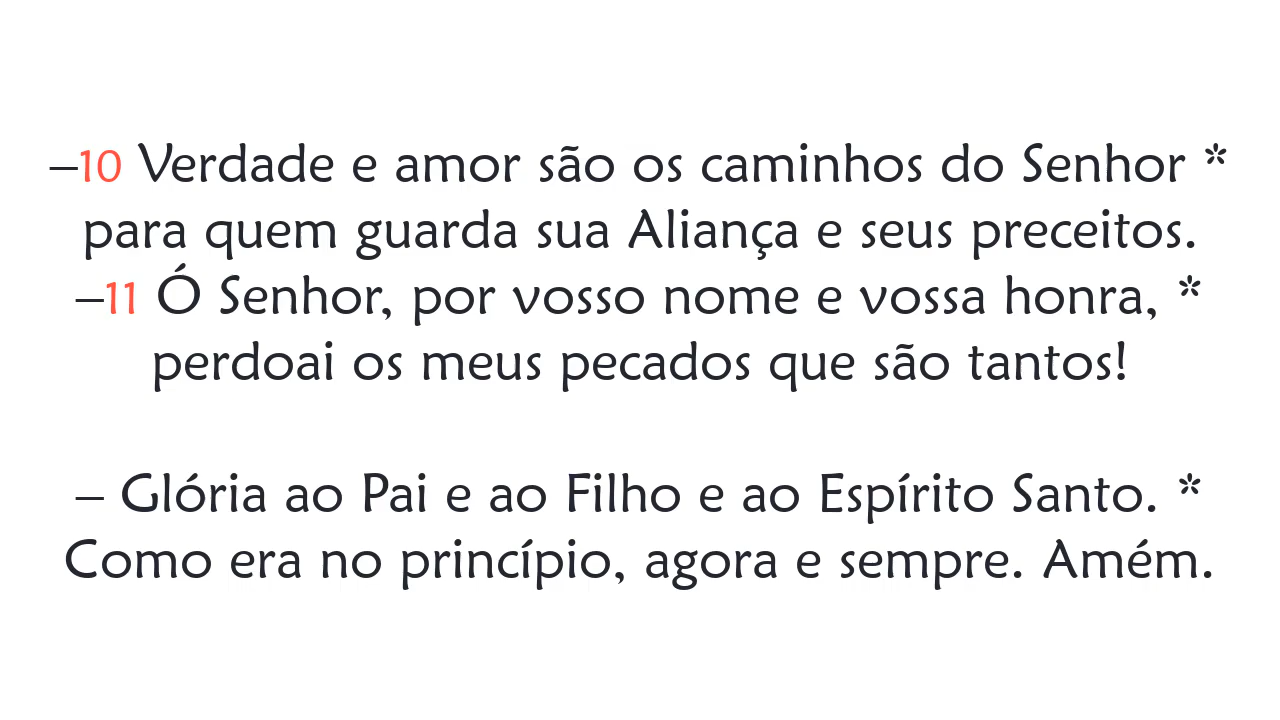 –10 Verdade e amor são os caminhos do Senhor *
para quem guarda sua Aliança e seus preceitos.
–11 Ó Senhor, por vosso nome e vossa honra, *
perdoai os meus pecados que são tantos!
– Glória ao Pai e ao Filho e ao Espírito Santo. *
Como era no princípio, agora e sempre. Amém.